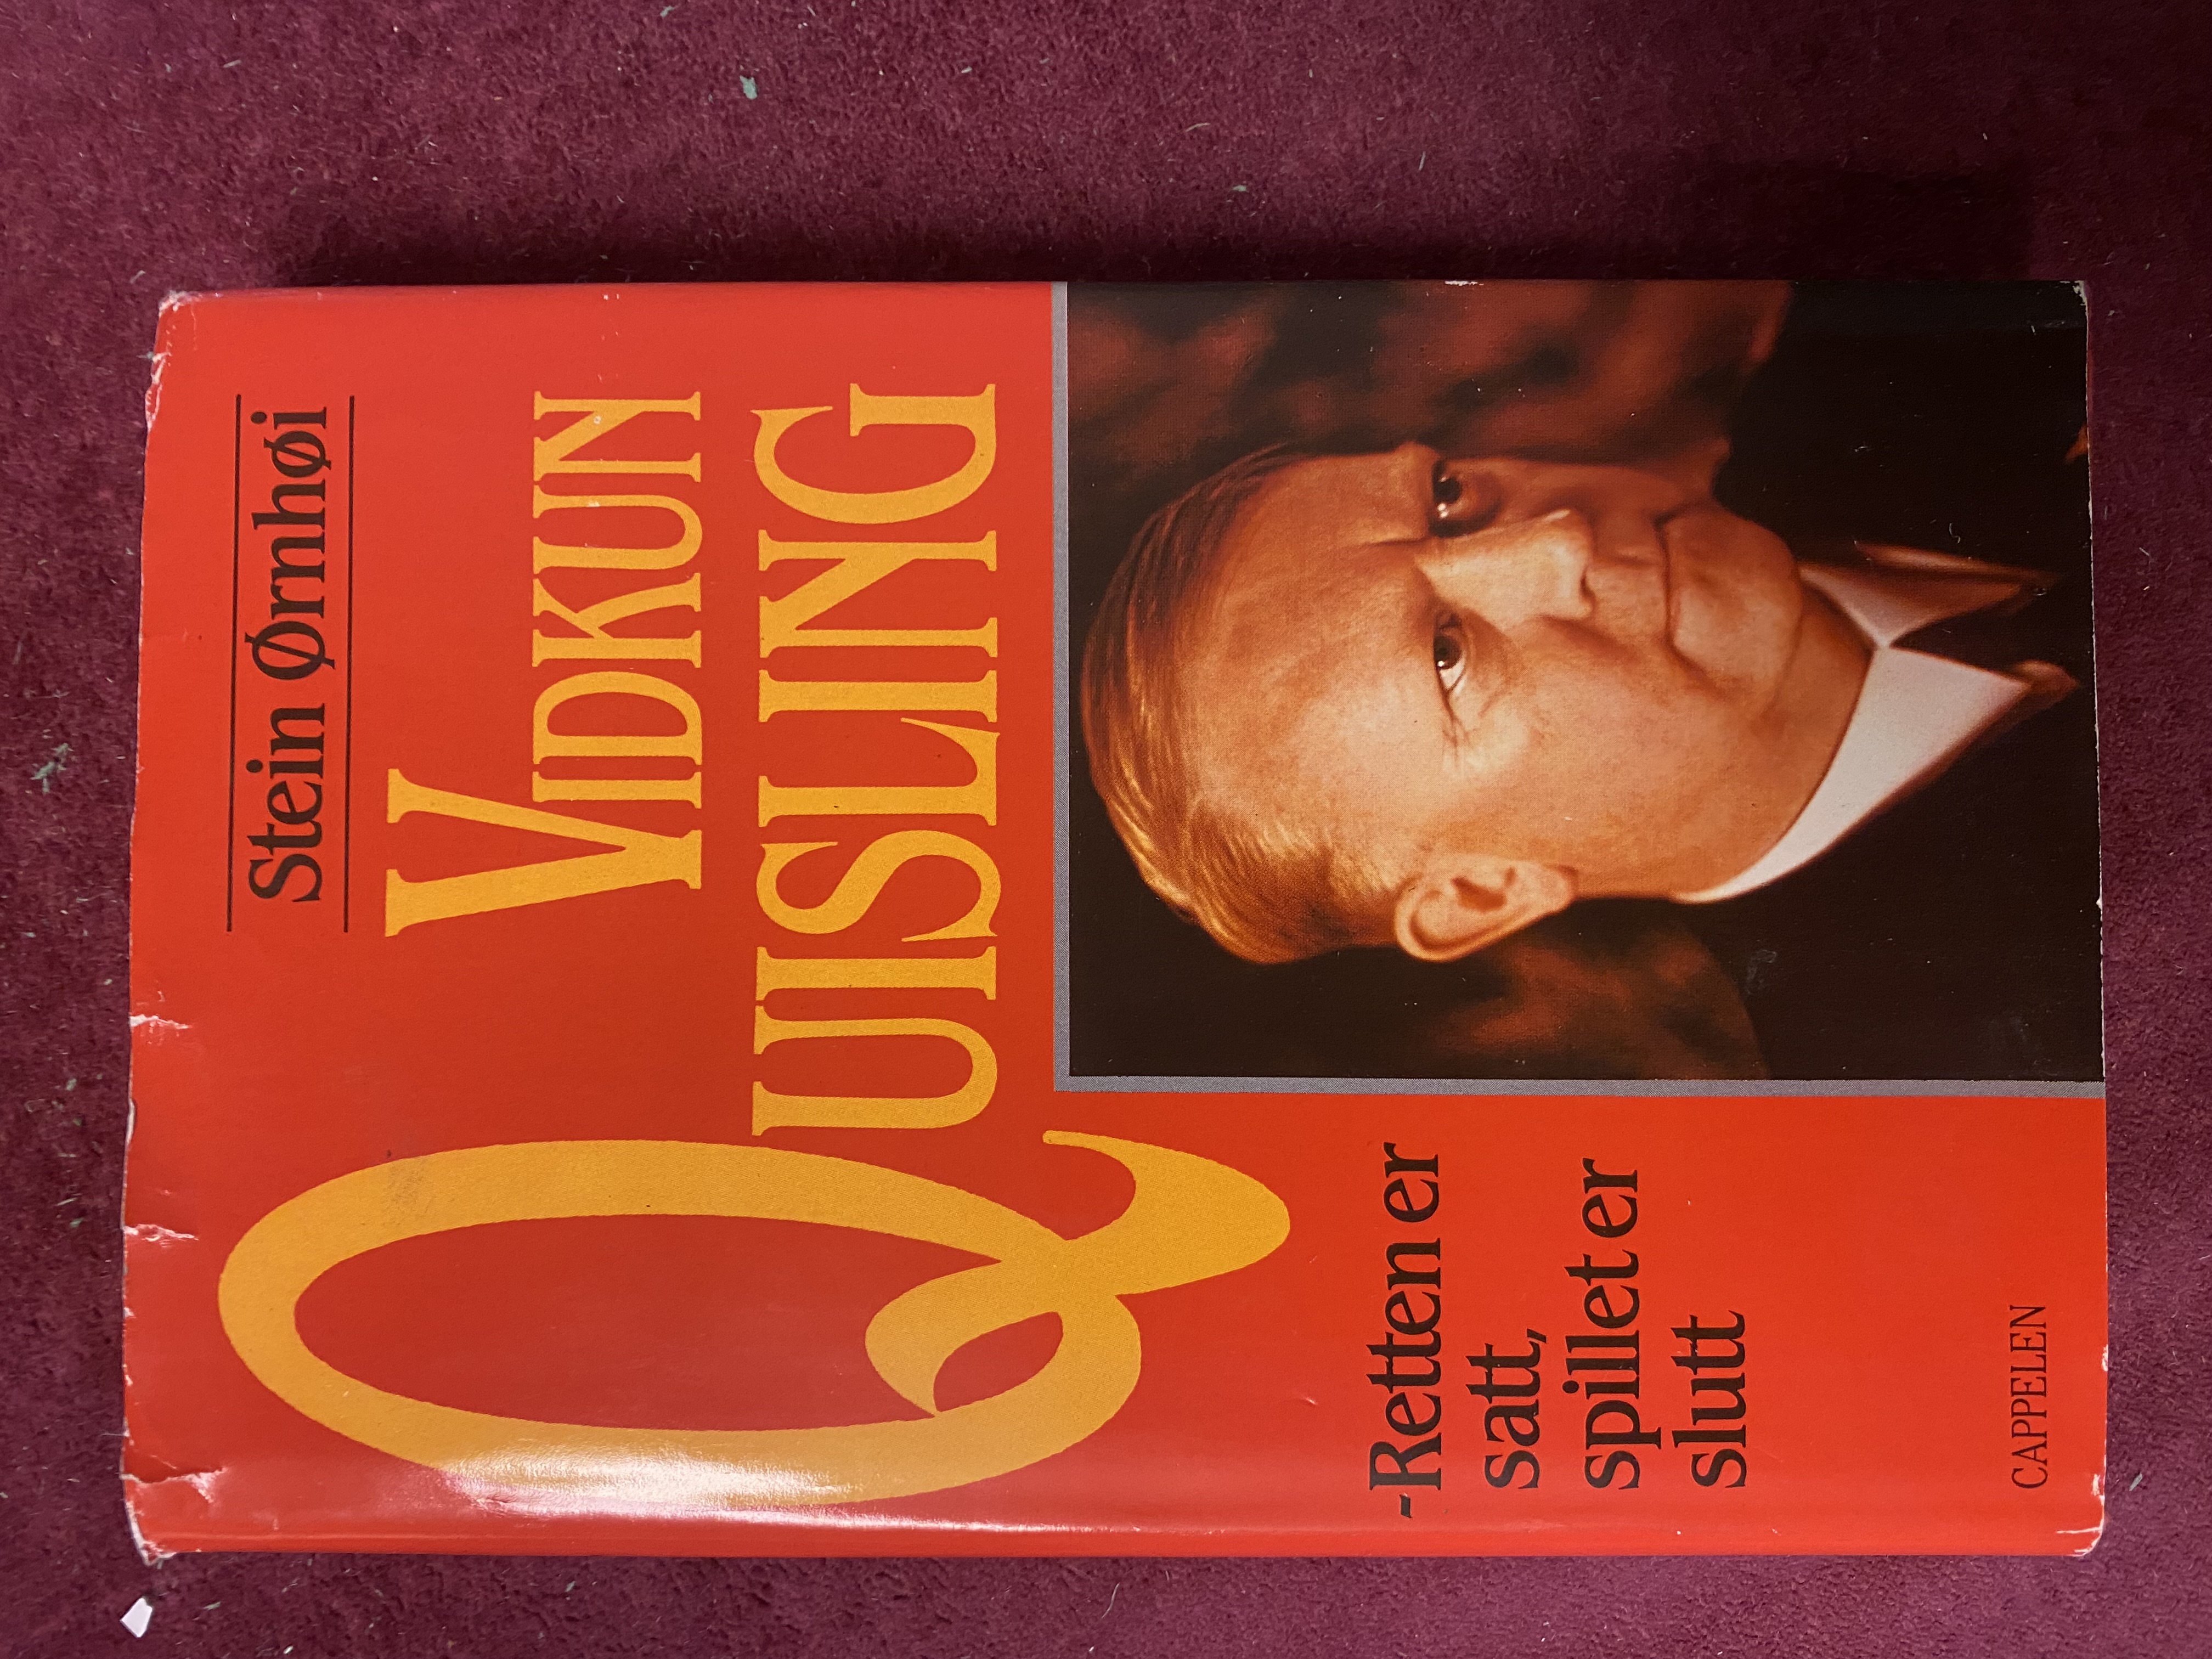 Stein Ørnhøi
VIDKUN
QUISLING
-Retten er
satt,
spillet er
slutt
CAPPELEN